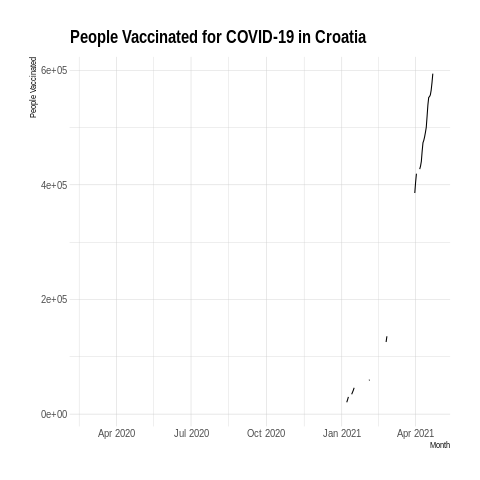 People Vaccinated for COVID-19 in Croatia
People Vaccinated
6e+05
4e+05
2e+05
0e+00
Apr 2020 Jul 2020 Oct 2020 Jan 2021 Apr 2021
Month